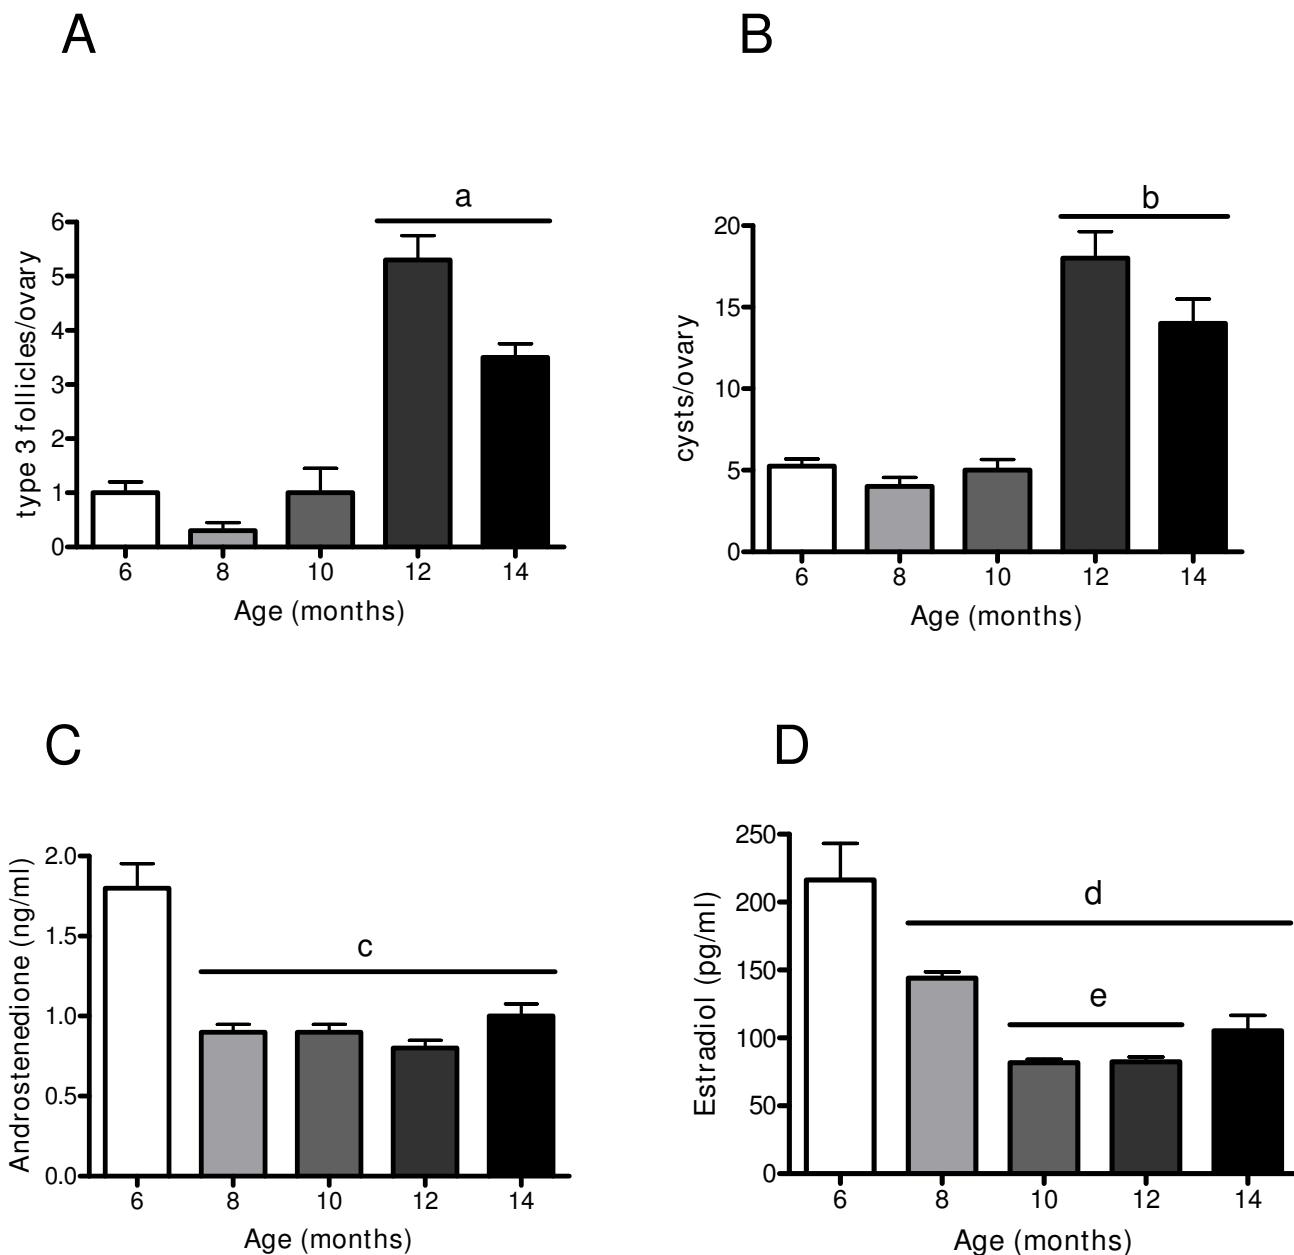 A
a
type 3 follicles/ovary
6
5
4
3
2
1
0
6 8 10 12 14
Age (months)
B
b
cysts/ovary
20
15
10
5
0
6 8 10 12 14
Age (months)
C
c
Androstenedione (ng/ml)
2.0
1.5
1.0
0.5
0.0
6 8 10 12 14
Age (months)
D
d
e
Estradiol (pg/ml)
250
200
150
100
50
0
6 8 10 12 14
Age (months)